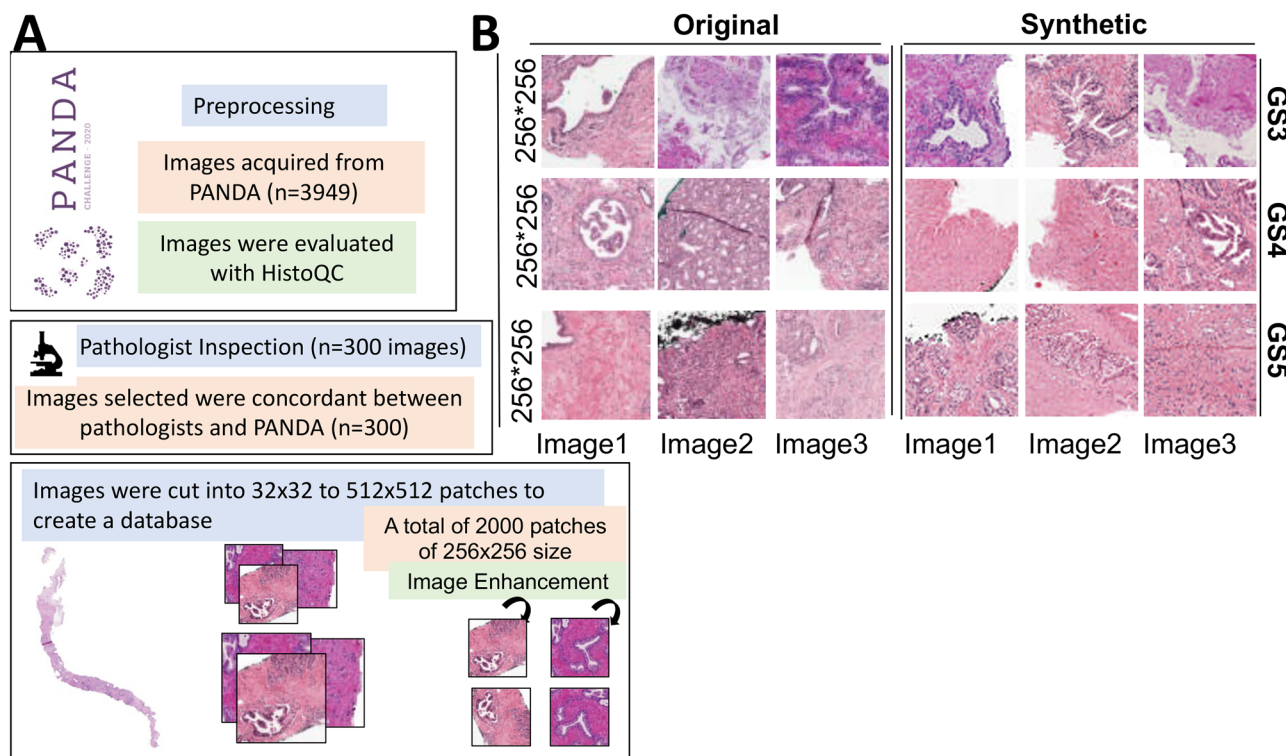 A
PANDA
CHALLENGE - 2020
Preprocessing
Images acquired from
PANDA (n=3949)
Images were evaluated
with HistoQC
Pathologist Inspection (n=300 images)
Images selected were concordant between
pathologists and PANDA (n=300)
Images were cut into 32x32 to 512x512 patches to
create a database
A total of 2000 patches
of 256x256 size
Image Enhancement
B
Original
Synthetic
256*256
GS3
256*256
GS4
256*256
GS5
Image1
Image2
Image3
Image1
Image2
Image3